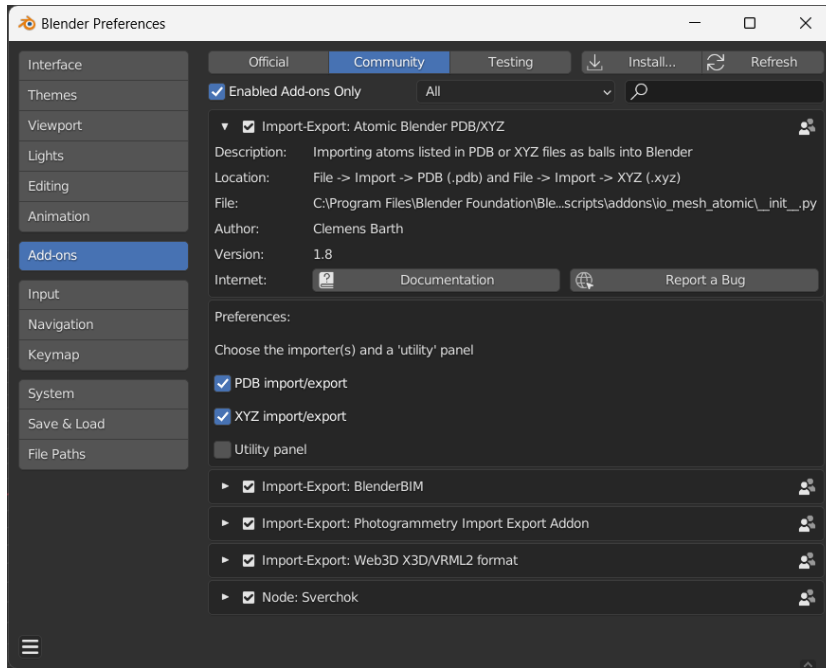 Blender Preferences
Interface
Themes
Viewport
Lights
Editing
Animation
Add-ons
Input
Navigation
Keymap
System
Save & Load
File Paths
Official Community Testing Install... Refresh
Enabled Add-ons Only All
Import-Export: Atomic Blender PDB/XYZ
Description: Importing atoms listed in PDB or XYZ files as balls into Blender
Location: File -> Import -> PDB (.pdb) and File -> Import -> XYZ (.xyz)
File: C:\Program Files\Blender Foundation\Ble...scripts\addons\io_mesh_atomic\__init__.py
Author: Clemens Barth
Version: 1.8
Internet: Documentation Report a Bug
Preferences:
Choose the importer(s) and a 'utility' panel
PDB import/export
XYZ import/export
Utility panel
Import-Export: BlenderBIM
Import-Export: Photogrammetry Import Export Addon
Import-Export: Web3D X3D/VRML2 format
Node: Sverchok